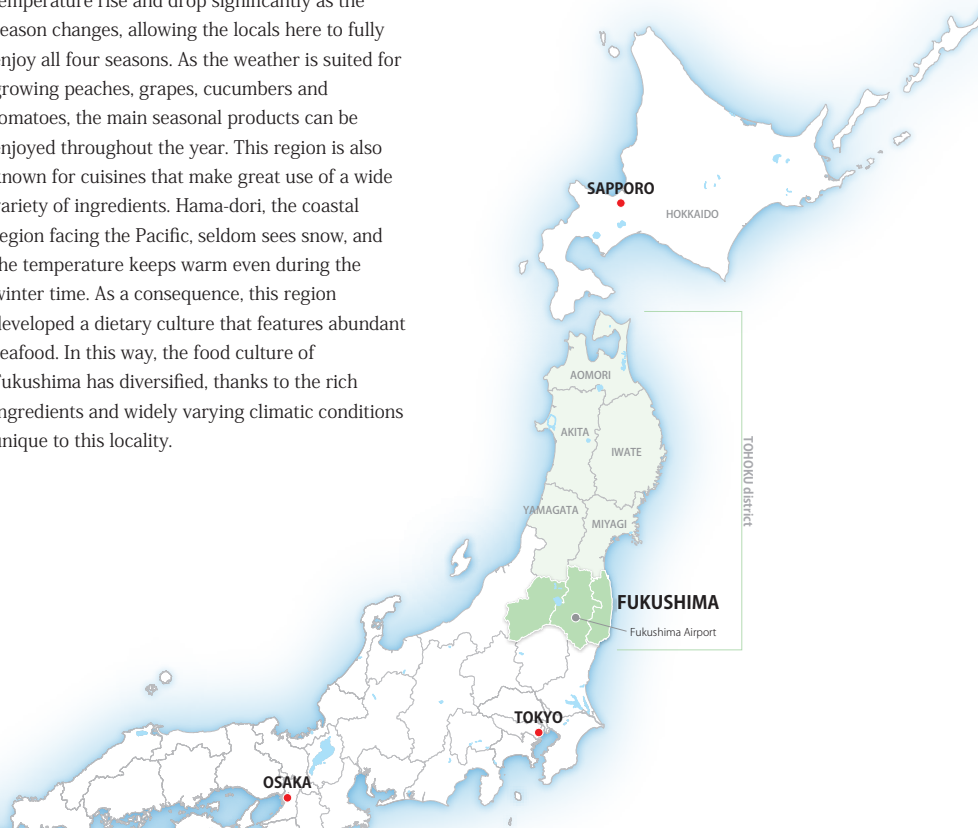 emperature rise and drop significantly as the
eason changes, allowing the locals here to fully
njoy all four seasons. As the weather is suited for
growing peaches, grapes, cucumbers and
omatoes, the main seasonal products can be
njoyed throughout the year. This region is also
nown for cuisines that make great use of a wide
variety of ingredients. Hama-dori, the coastal
egion facing the Pacific, seldom sees snow, and
he temperature keeps warm even during the
winter time. As a consequence, this region
developed a dietary culture that features abundant
eafood. In this way, the food culture of
Fukushima has diversified, thanks to the rich
ngredients and widely varying climatic conditions
unique to this locality.
SAPPORO
HOKKAIDO
AOMORI
AKITA
IWATE
YAMAGATA
MIYAGI
TOHOKU district
FUKUSHIMA
Fukushima Airport
TOKYO
OSAKA